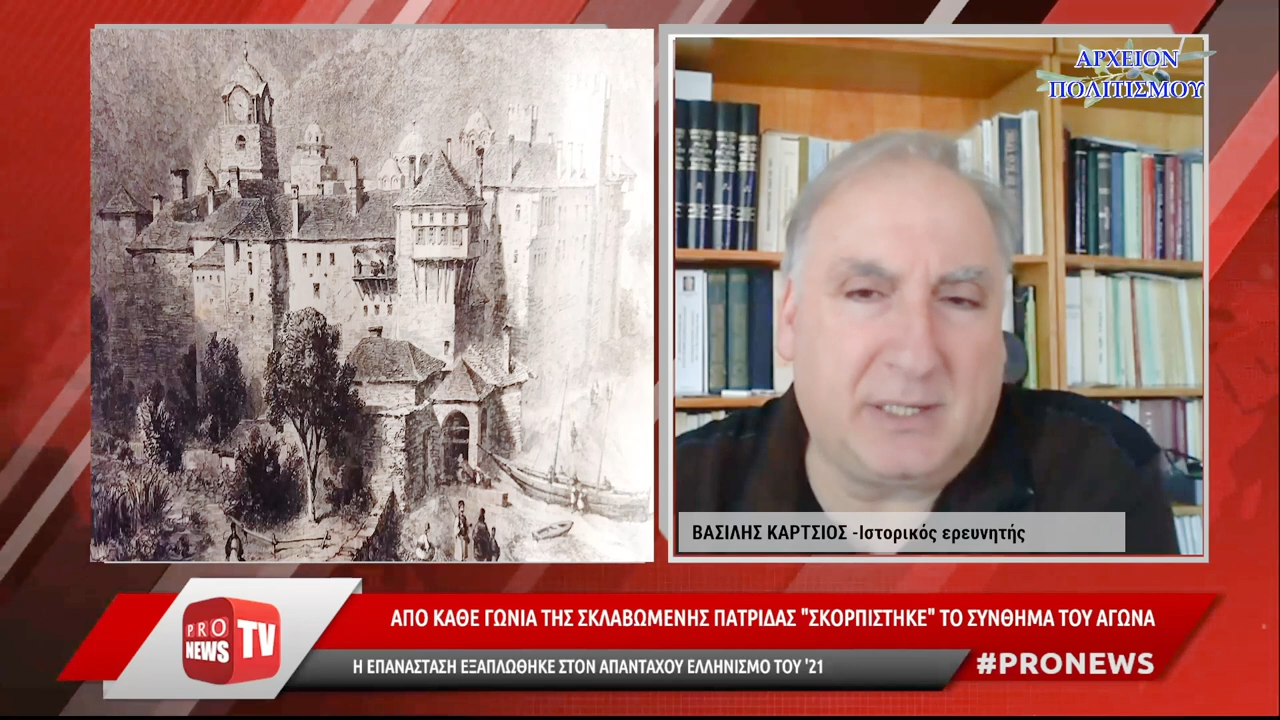 ΑΡΧΕΙΟΝ
ΠΟΛΙΤΙΣΜΟΥ
ΒΑΣΙΛΗΣ ΚΑΡΤΣΙΟΣ -Ιστορικός ερευνητής
PRO
NEWS
TV
ΑΠΟ ΚΑΘΕ ΓΩΝΙΑ ΤΗΣ ΣΚΛΑΒΩΜΕΝΗΣ ΠΑΤΡΙΔΑΣ "ΣΚΟΡΠΙΣΤΗΚΕ" ΤΟ ΣΥΝΘΗΜΑ ΤΟΥ ΑΓΩΝΑ
Η ΕΠΑΝΑΣΤΑΣΗ ΕΞΑΠΛΩΘΗΚΕ ΣΤΟΝ ΑΠΑΝΤΑΧΟΥ ΕΛΛΗΝΙΣΜΟ ΤΟΥ '21
#PRONEWS